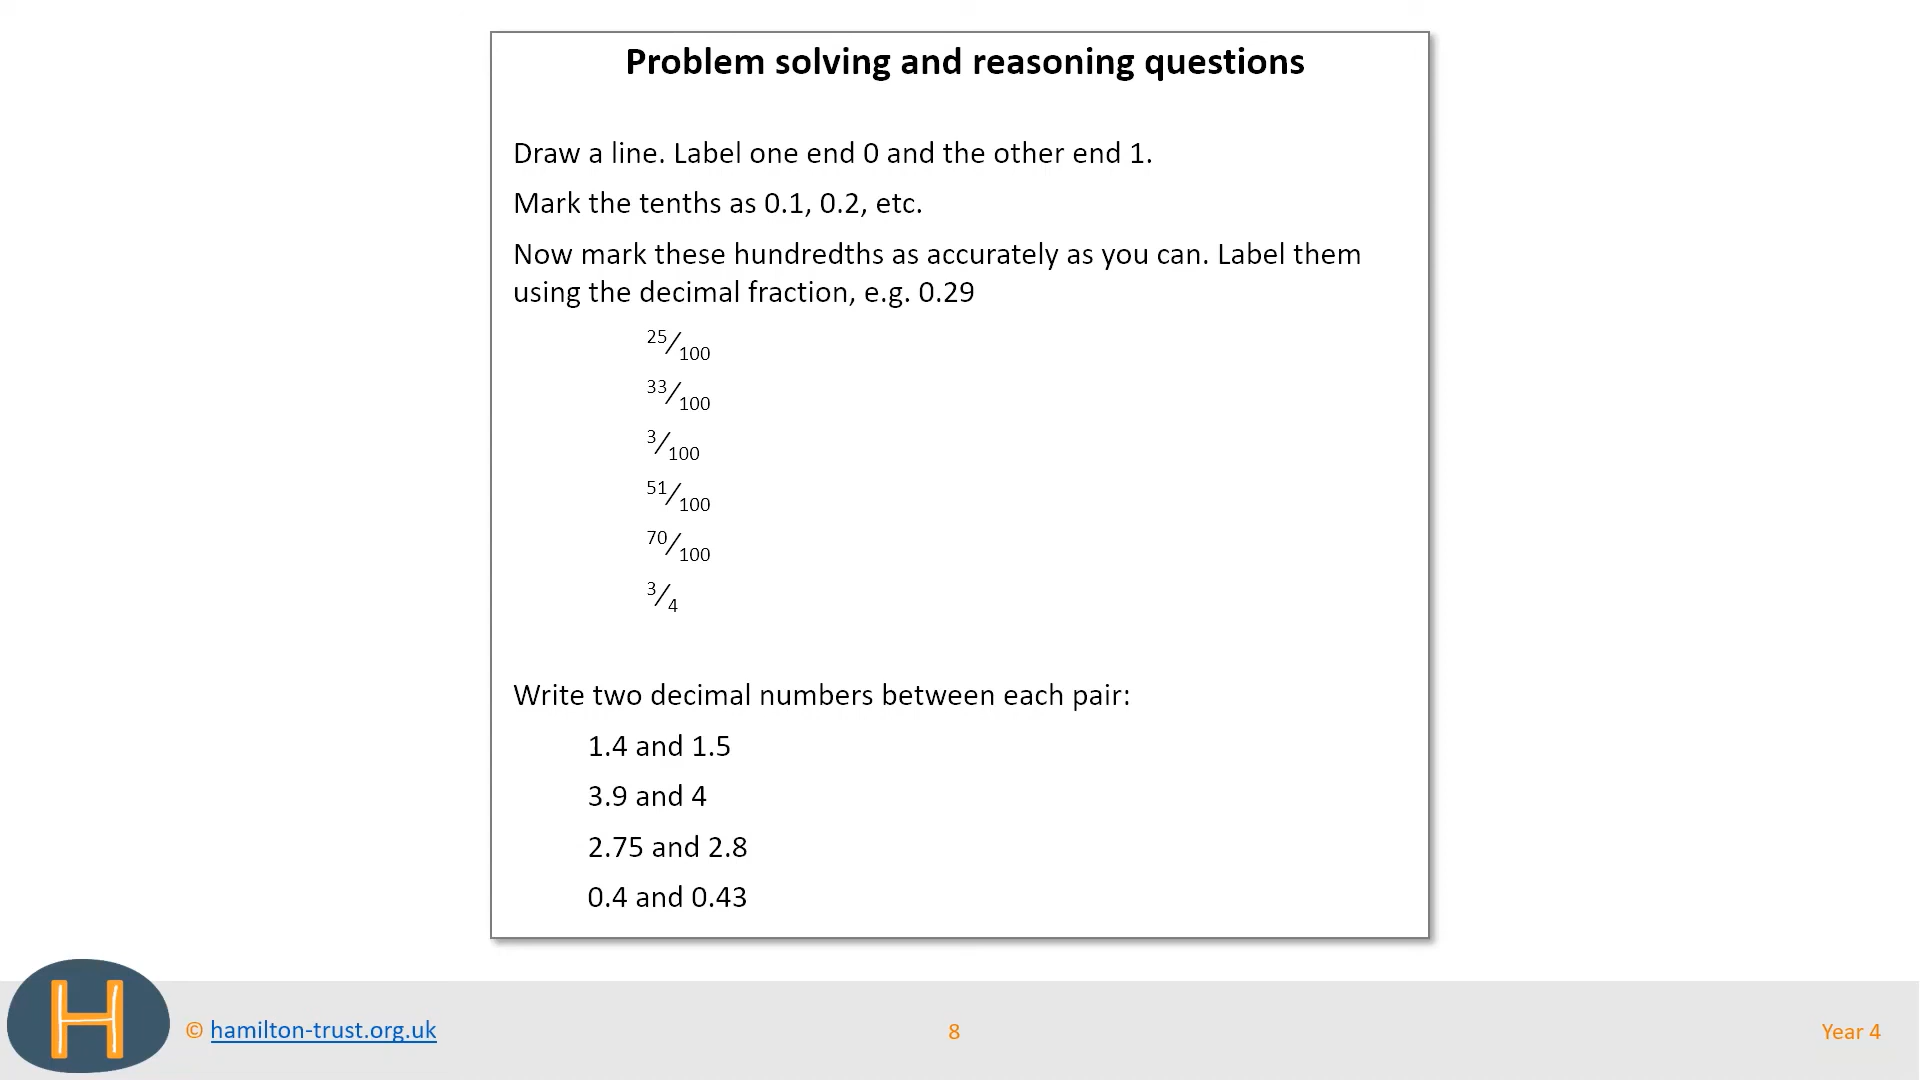 Problem solving and reasoning questions
Draw a line. Label one end 0 and the other end 1.
Mark the tenths as 0.1, 0.2, etc.
Now mark these hundredths as accurately as you can. Label them
using the decimal fraction, e.g. 0.29
25/100
33/100
3/100
51/100
70/100
3/4
Write two decimal numbers between each pair:
1.4 and 1.5
3.9 and 4
2.75 and 2.8
0.4 and 0.43
H
© hamilton-trust.org.uk
8
Year 4